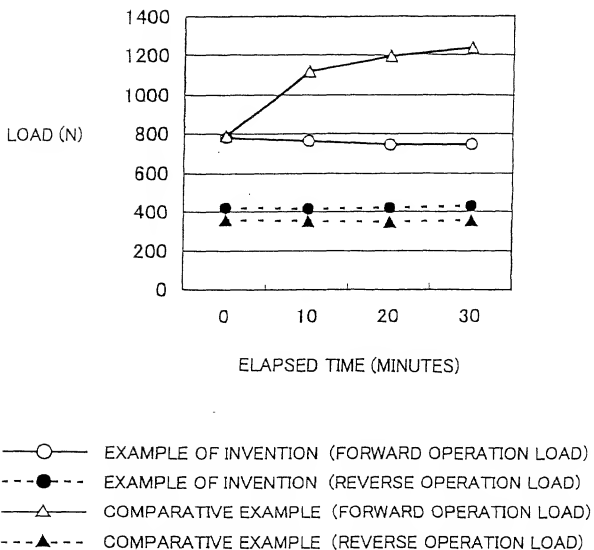 1400
1200
1000
LOAD (N)
800
600
400
200
0
0 10 20 30
ELAPSED TIME (MINUTES)
EXAMPLE OF INVENTION (FORWARD OPERATION LOAD)
EXAMPLE OF INVENTION (REVERSE OPERATION LOAD)
COMPARATIVE EXAMPLE (FORWARD OPERATION LOAD)
COMPARATIVE EXAMPLE (REVERSE OPERATION LOAD)